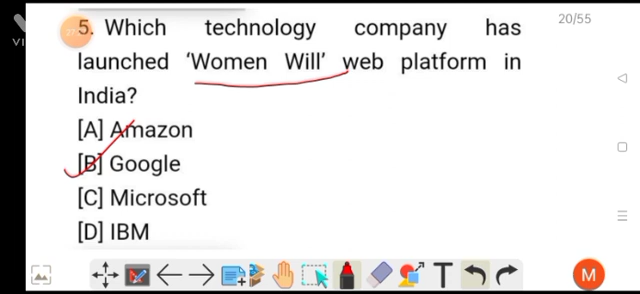 20/55
5. Which technology company has
launched ‘Women Will’ web platform in
India?
[A] Amazon
[B] Google
[C] Microsoft
[D] IBM
T
M